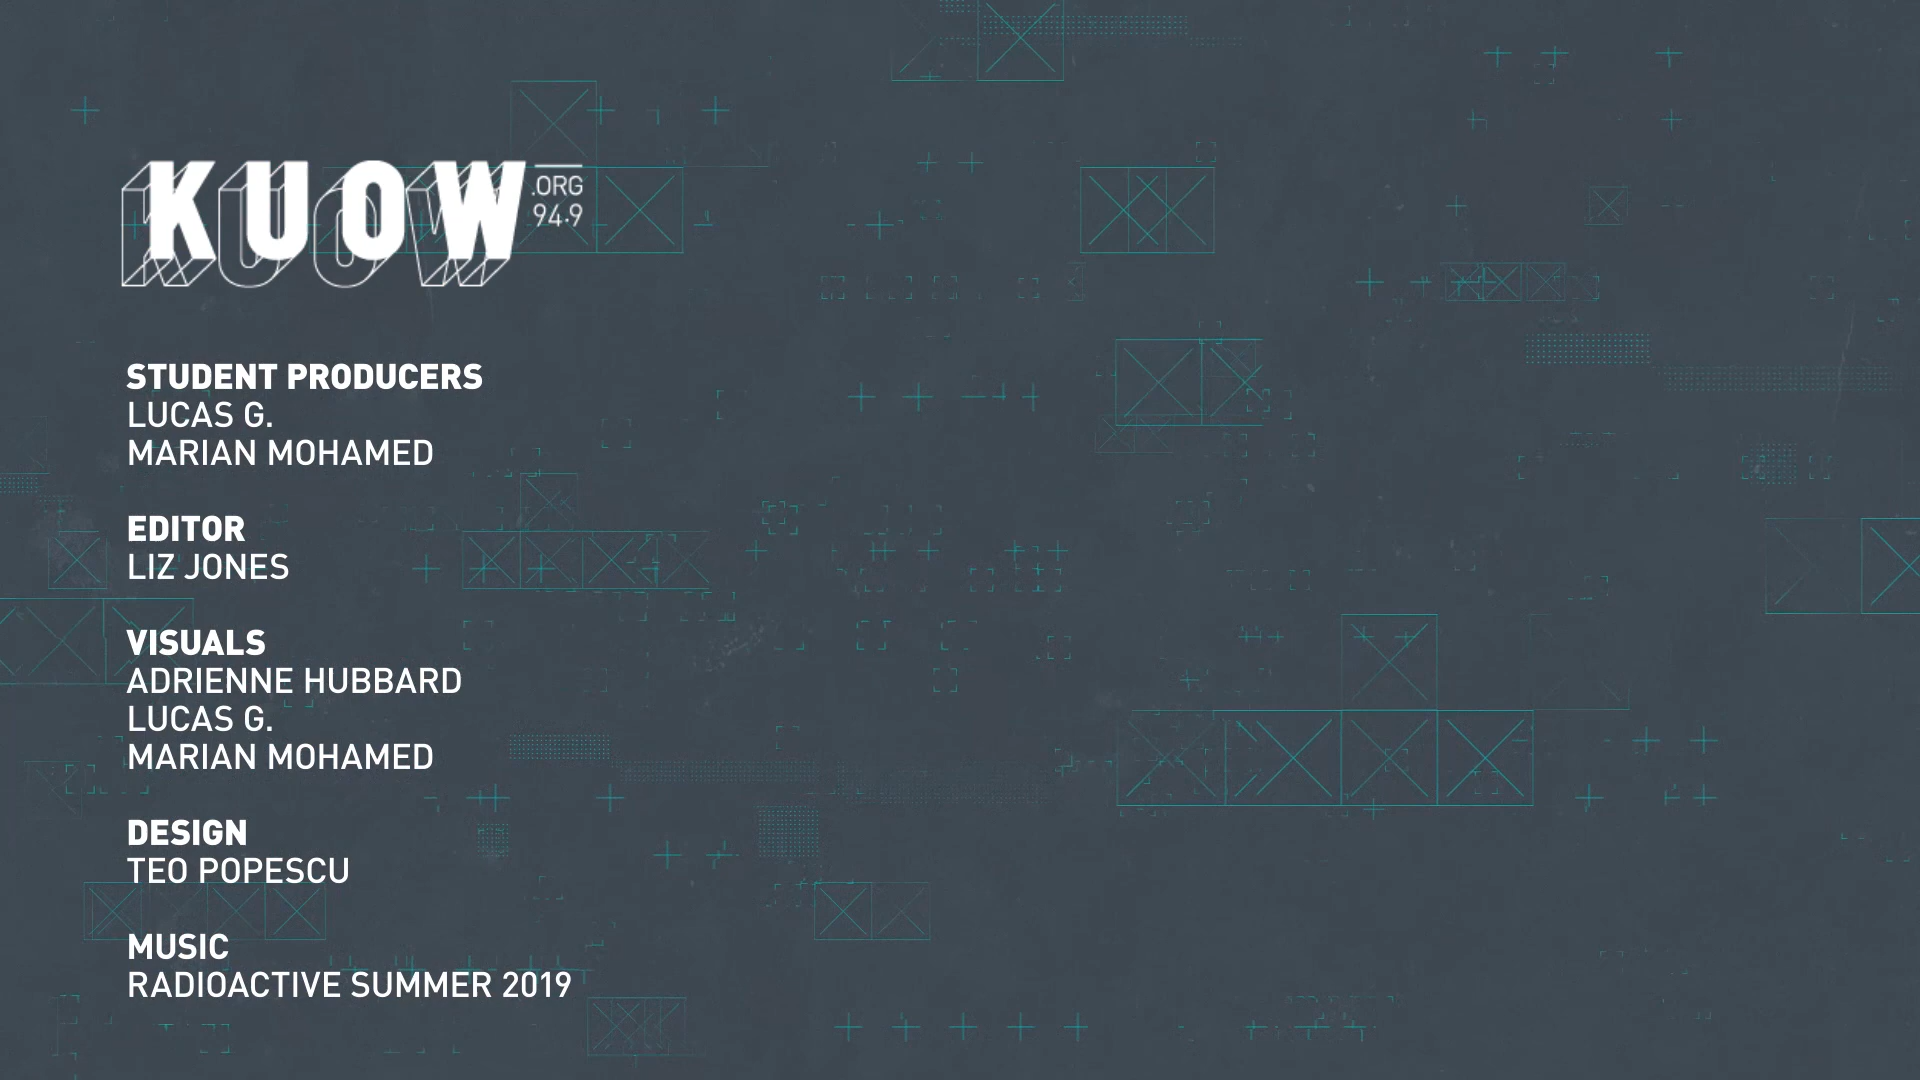 KUOW
.ORG
94.9
STUDENT PRODUCERS
LUCAS G.
MARIAN MOHAMED
EDITOR
LIZ JONES
VISUALS
ADRIENNE HUBBARD
LUCAS G.
MARIAN MOHAMED
DESIGN
TEO POPESCU
MUSIC
RADIOACTIVE SUMMER 2019